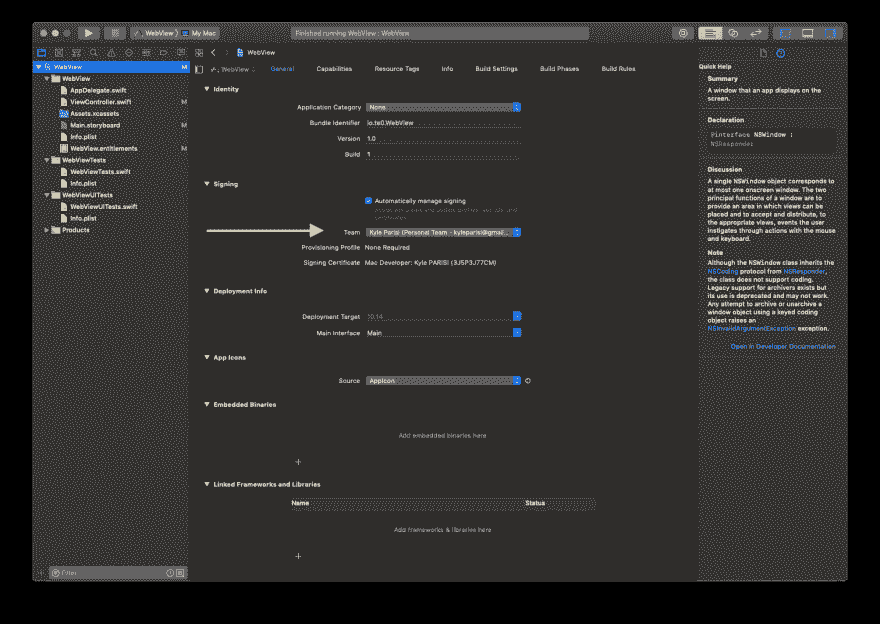 WebView
My Mac
Finished running WebView : WebView
WebView
WebView M
WebView
AppDelegate.swift
ViewController.swift M
Assets.xcassets
Main.storyboard M
Info.plist
WebView.entitlements M
WebViewTests
WebViewTests.swift
Info.plist
WebViewUITests
WebViewUITests.swift
Info.plist
Products
Filter
WebView
General
Capabilities
Resource Tags
Info
Build Settings
Build Phases
Build Rules
Identity
Application Category None
Bundle Identifier io.te0.WebView
Version 1.0
Build 1
Signing
Automatically manage signing
Team Kyle Parisi (Personal Team - kyleparisi@gmail...
Provisioning Profile None Required
Signing Certificate Mac Developer: Kyle PARISI (3J5P3J77CM)
Deployment Info
Deployment Target 10.14
Main Interface Main
App Icons
Source AppIcon
Embedded Binaries
Add embedded binaries here
Linked Frameworks and Libraries
Name Status
Add frameworks & libraries here
Quick Help
Summary
A window that an app displays on the
screen.
Declaration
@interface NSWindow :
NSResponder
Discussion
A single NSWindow object corresponds to
at most one onscreen window. The two
principal functions of a window are to
provide an area in which views can be
placed and to accept and distribute, to
the appropriate views, events the user
instigates through actions with the mouse
and keyboard.
Note
Although the NSWindow class inherits the
NSCoding protocol from NSResponder,
the class does not support coding.
Legacy support for archivers exists but
its use is deprecated and may not work.
Any attempt to archive or unarchive a
window object using a keyed coding
object raises an
NSInvalidArgumentException exception.
Open in Developer Documentation